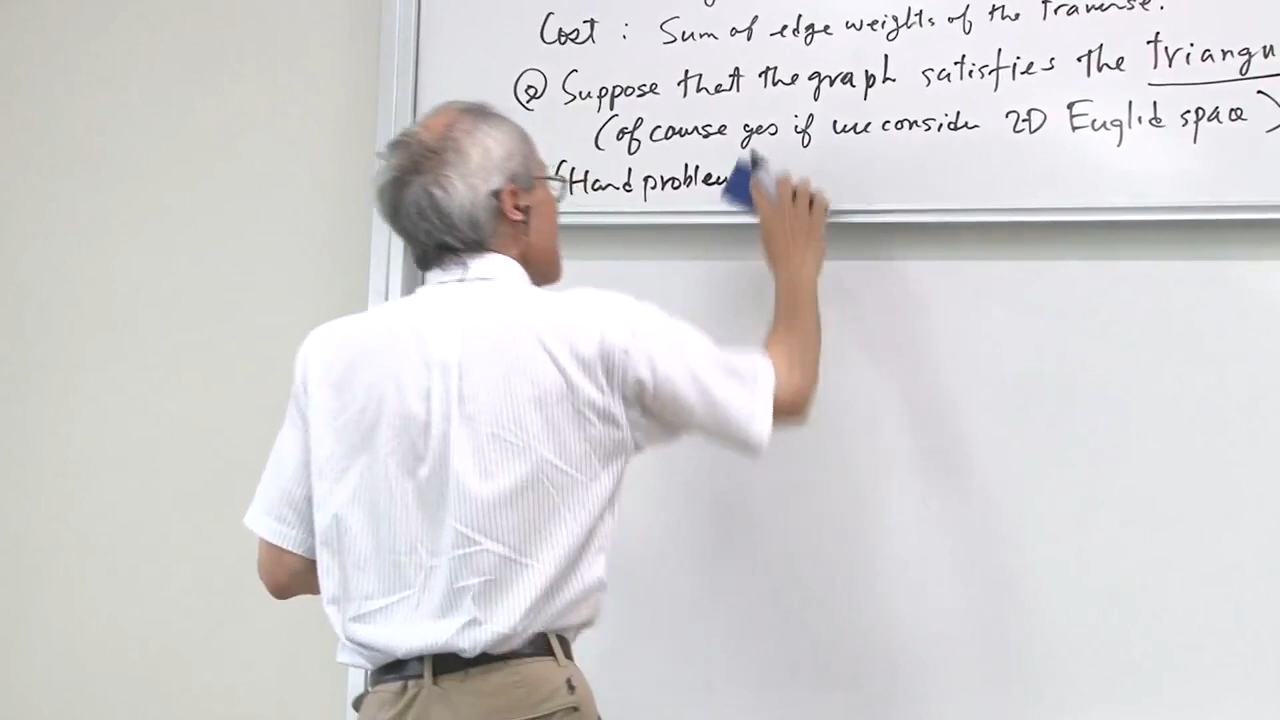 Cost : Sum of edge weights of the traverse.
@ Suppose that the graph satisfies the triangu
(of course yes if we consider 2D Euglid space)
(Hard problem